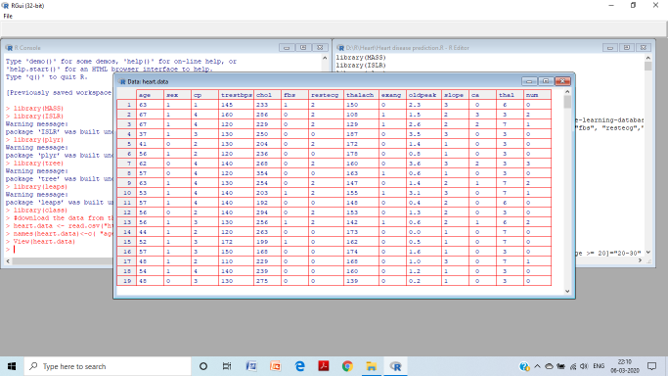 RGui (32-bit)
File
R Console
Type 'demo()' for some demos, 'help()' for on-line help, or
'help.start()' for an HTML browser interface to help.
Type 'q()' to quit R.
[Previously saved workspace
> library(MASS)
> library(ISLR)
Warning message:
package 'ISLR' was built un
> library(plyr)
Warning message:
package 'plyr' was built un
> library(tree)
Warning message:
package 'tree' was built un
> library(leaps)
Warning message:
package 'leaps' was built u
> library(class)
> #download the data from th
> heart.data <- read.csv("h
> names(heart.data)<-c( "ag
> View(heart.data)
>
D:\R\Heart\Heart disease prediction.R - R Editor
library(MASS)
library(ISLR)
e-learning-databas
"fbs", "restecg",
ge >= 20]="20-30"
Data: heart.data
age sex cp trestbps chol fbs restecg thalach exang oldpeak slope ca thal num
1 63 1 1 145 233 1 2 150 0 2.3 3 0 6 0
2 67 1 4 160 286 0 2 108 1 1.5 2 3 3 2
3 67 1 4 120 229 0 2 129 1 2.6 2 2 7 1
4 37 1 3 130 250 0 0 187 0 3.5 3 0 3 0
5 41 0 2 130 204 0 2 172 0 1.4 1 0 3 0
6 56 1 2 120 236 0 0 178 0 0.8 1 0 3 0
7 62 0 4 140 268 0 2 160 0 3.6 3 2 3 3
8 57 0 4 120 354 0 0 163 1 0.6 1 0 3 0
9 63 1 4 130 254 0 2 147 0 1.4 2 1 7 2
10 53 1 4 140 203 1 2 155 1 3.1 3 0 7 1
11 57 1 4 140 192 0 0 148 0 0.4 2 0 6 0
12 56 0 2 140 294 0 2 153 0 1.3 2 0 3 0
13 56 1 3 130 256 1 2 142 1 0.6 2 1 6 2
14 44 1 2 120 263 0 0 173 0 0.0 1 0 7 0
15 52 1 3 172 199 1 0 162 0 0.5 1 0 7 0
16 57 1 3 150 168 0 0 174 0 1.6 1 0 3 0
17 48 1 2 110 229 0 0 168 0 1.0 3 0 7 1
18 54 1 4 140 239 0 0 160 0 1.2 1 0 3 0
19 48 0 3 130 275 0 0 139 0 0.2 1 0 3 0
Type here to search
ENG
22:10
06-03-2020